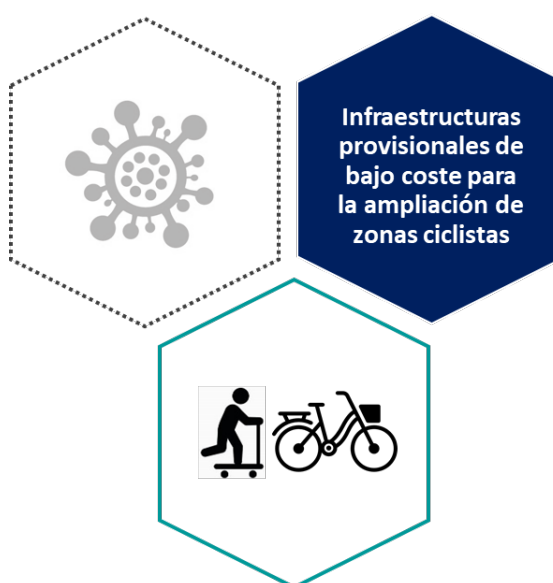 Infraestructuras
provisionales de
bajo coste para
la ampliación de
zonas ciclistas